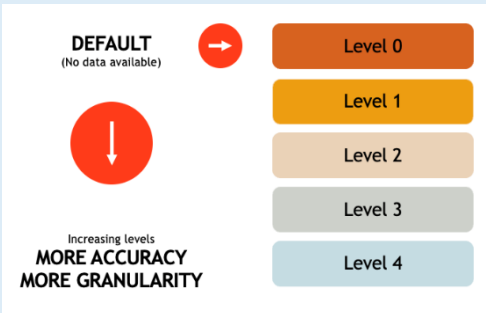 DEFAULT
(No data available)
Level 0
Level 1
Level 2
Level 3
Level 4
Increasing levels
MORE ACCURACY
MORE GRANULARITY